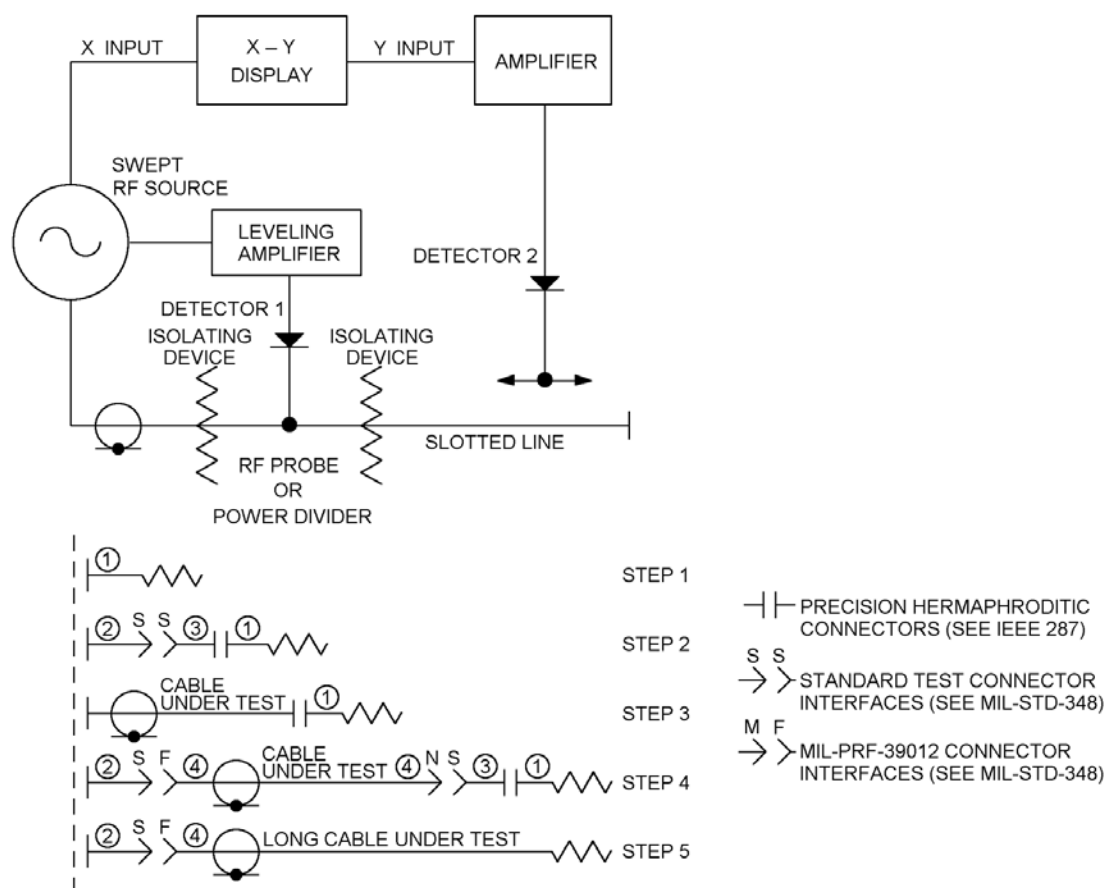 X INPUT
X – Y
DISPLAY
Y INPUT
AMPLIFIER
SWEPT
RF SOURCE
LEVELING
AMPLIFIER
DETECTOR 2
DETECTOR 1
ISOLATING
DEVICE
ISOLATING
DEVICE
SLOTTED LINE
RF PROBE
OR
POWER DIVIDER
1
STEP 1
2 S S 3 1
STEP 2
CABLE
UNDER TEST
1
STEP 3
2 S F 4
CABLE
UNDER TEST
4 N S 3 1
STEP 4
2 S F 4
LONG CABLE UNDER TEST
STEP 5
PRECISION HERMAPHRODITIC
CONNECTORS (SEE IEEE 287)
S S
STANDARD TEST CONNECTOR
INTERFACES (SEE MIL-STD-348)
M F
MIL-PRF-39012 CONNECTOR
INTERFACES (SEE MIL-STD-348)